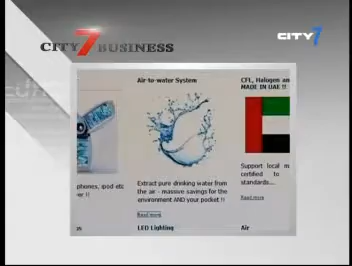 CITY 7
CITY 7 BUSINESS
Air-to-water System
CFL, Halogen an
MADE IN UAE !!
phones, ipod etc
er !!
Extract pure drinking water from
the air - massive savings for the
environment AND your pocket !!
Read more
Support local m
certified to
standards...
Read more
LED Lighting
Air